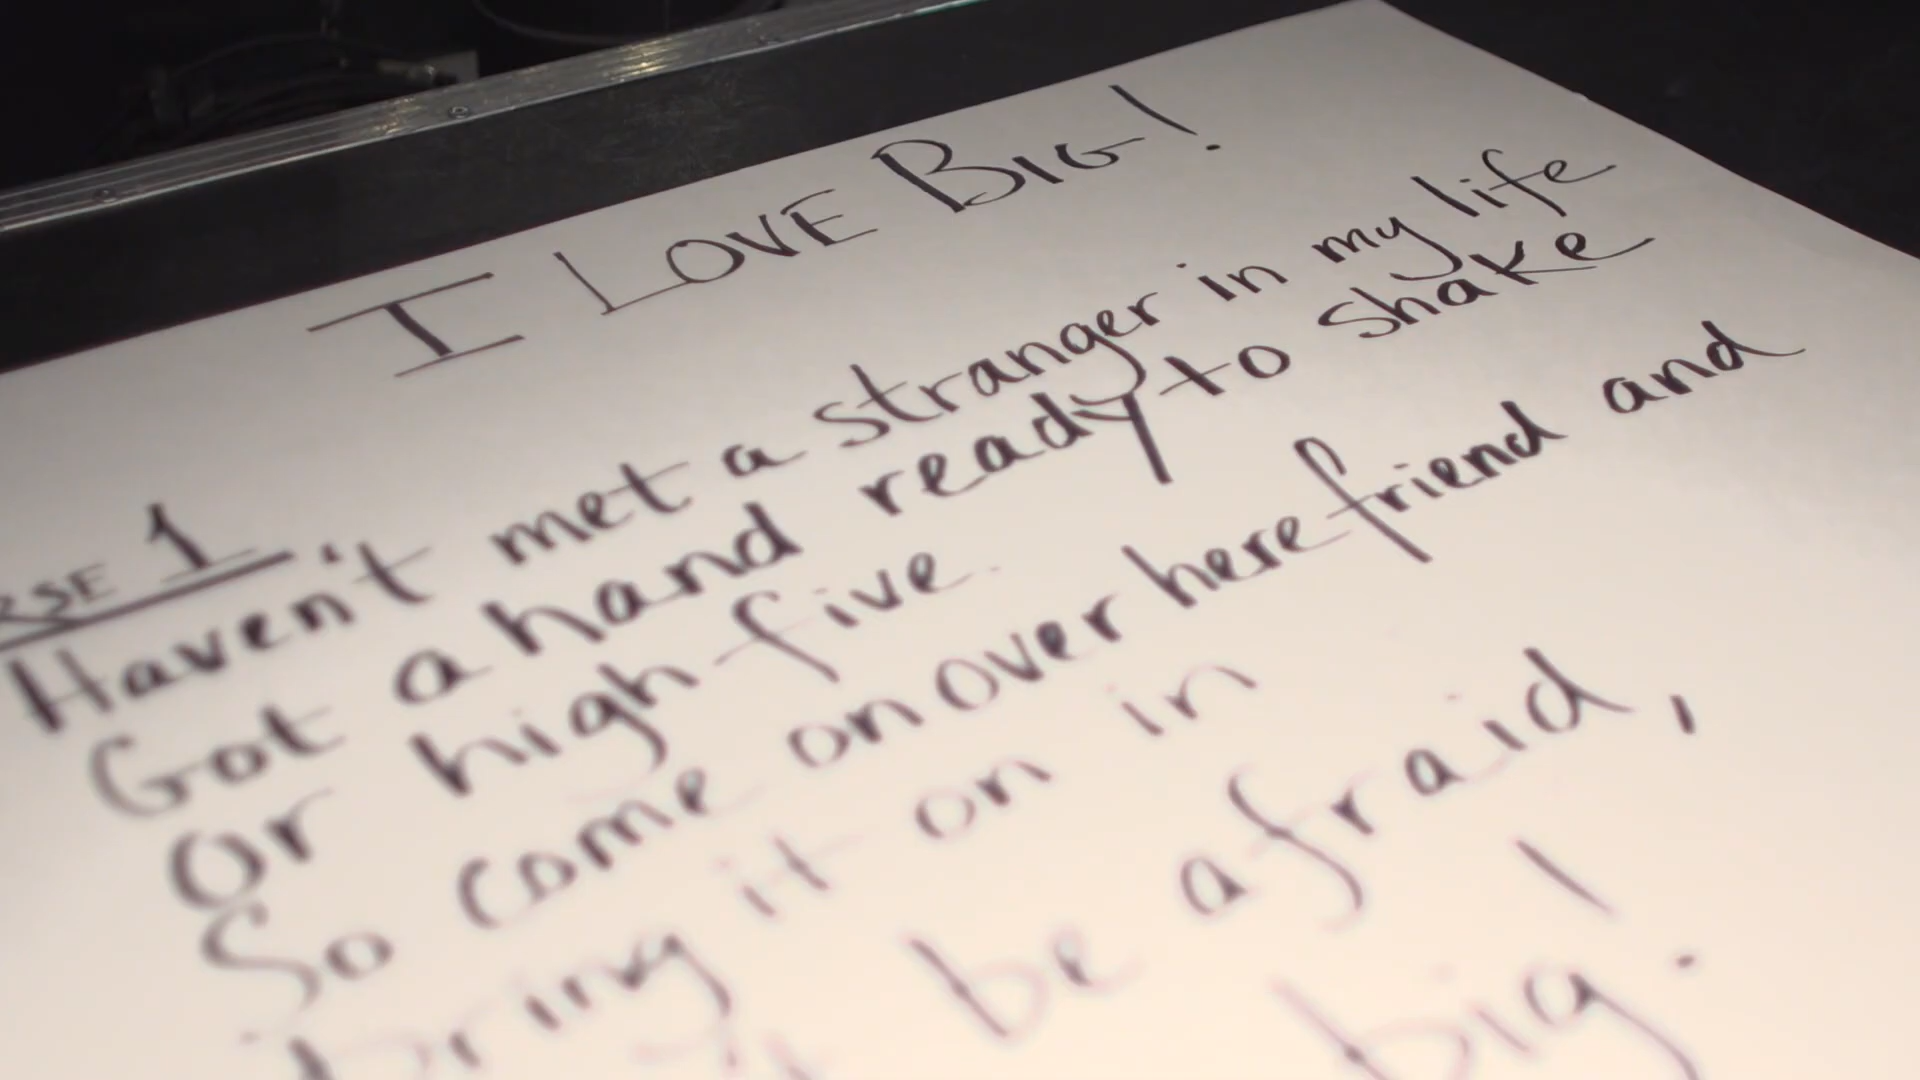 I LOVE BIG!
RSE 1
Haven't met a stranger in my life
Got a hand ready to shake
Or high-five
So come on over here friend and
bring it on in
be afraid,
big!